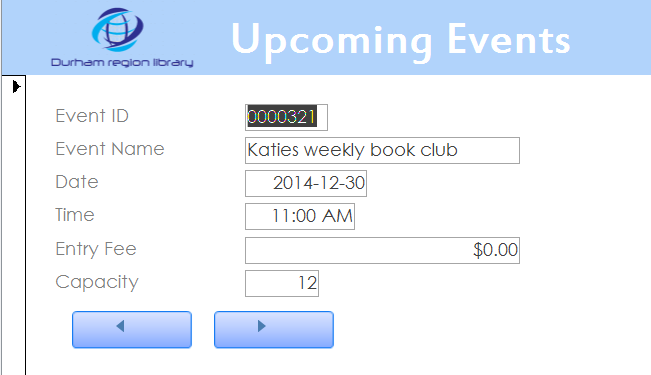 Durham region library
Upcoming Events
Event ID 0000321
Event Name Katies weekly book club
Date 2014-12-30
Time 11:00 AM
Entry Fee $0.00
Capacity 12